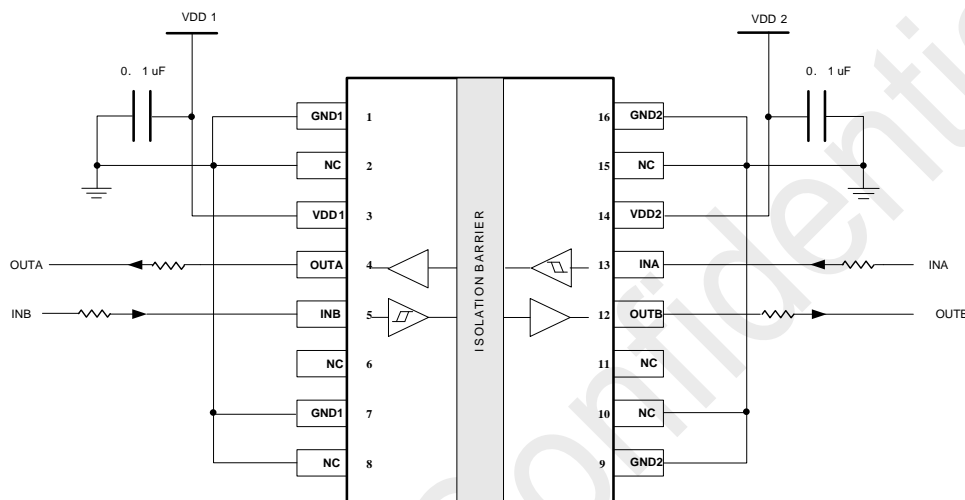 VDD 1
VDD 2
0. 1 uF
0. 1 uF
GND1 1
16 GND2
NC 2
15 NC
VDD1 3
14 VDD2
OUTA
OUTA 4
13 INA
INA
INB
INB 5
12 OUTB
OUTB
NC 6
11 NC
GND1 7
10 NC
NC 8
9 GND2
ISOLATION BARRIER
Confidential